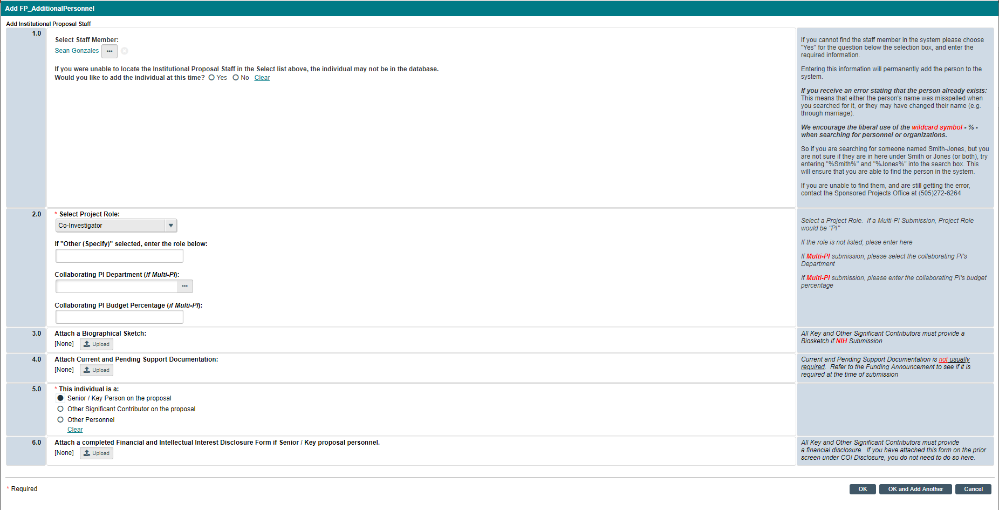 Add FP_AdditionalPersonnel
Add Institutional Proposal Staff
1.0
Select Staff Member:
Sean Gonzales
If you were unable to locate the Institutional Proposal Staff in the Select list above, the individual may not be in the database.
Would you like to add the individual at this time? Yes No Clear
If you cannot find the staff member in the system please choose
"Yes" for the question below the selection box, and enter the
required information.
Entering this information will permanently add the person to the
system.
If you receive an error stating that the person already exists:
This means that either the person's name was misspelled when
you searched for it, or they may have changed their name (e.g.
through marriage).
We encourage the liberal use of the wildcard symbol - % -
when searching for personnel or organizations.
So if you are searching for someone named Smith-Jones, but you
are not sure if they are in here under Smith or Jones (or both), try
entering "%Smith%" and "%Jones%" into the search box. This
will ensure that you are able to find the person in the system.
If you are unable to find them, and are still getting the error,
contact the Sponsored Projects Office at (505)272-6264
2.0
* Select Project Role:
Co-Investigator
If "Other (Specify)" selected, enter the role below:
Collaborating PI Department (if Multi-PI):
...
Collaborating PI Budget Percentage (if Multi-PI):
Select a Project Role. If a Multi-PI Submission, Project Role
would be "PI"
If the role is not listed, plese enter here
If Multi-PI submission, please select the collaborating PI's
Department
If Multi-PI submission, please enter the collaborating PI's budget
percentage
3.0
Attach a Biographical Sketch:
[None] Upload
All Key and Other Significant Contributors must provide a
Biosketch if NIH Submission
4.0
Attach Current and Pending Support Documentation:
[None] Upload
Current and Pending Support Documentation is not usually
required. Refer to the Funding Announcement to see if it is
required at the time of submission
5.0
* This individual is a:
Senior / Key Person on the proposal
Other Significant Contributor on the proposal
Other Personnel
Clear
6.0
Attach a completed Financial and Intellectual Interest Disclosure Form if Senior / Key proposal personnel.
[None] Upload
All Key and Other Significant Contributors must provide
a financial disclosure. If you have attached this form on the prior
screen under COI Disclosure, you do not need to do so here.
* Required
OK OK and Add Another Cancel